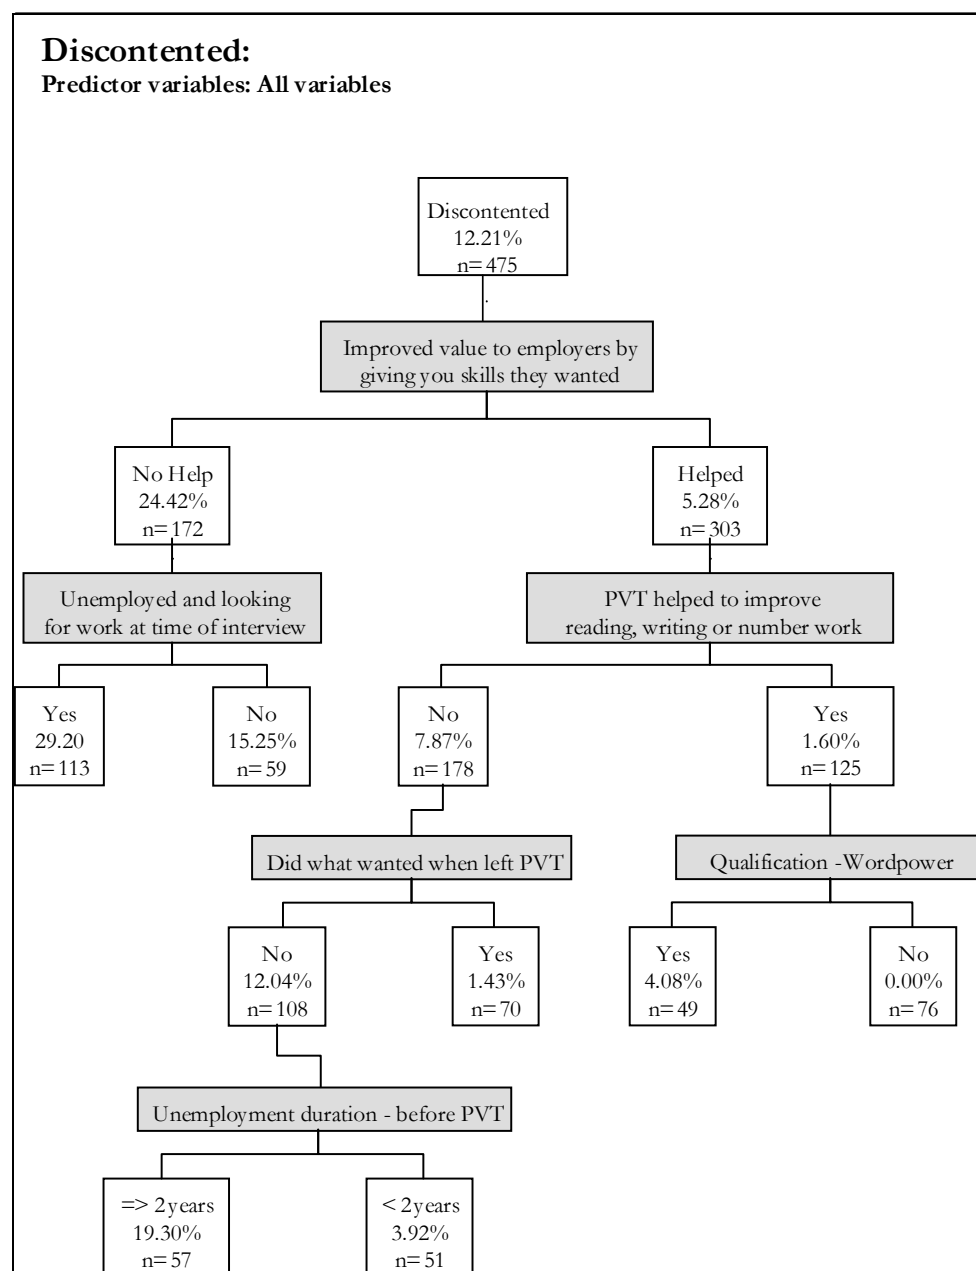 Discontented:
Predictor variables: All variables
Discontented
12.21%
n= 475
Improved value to employers by
giving you skills they wanted
No Help
24.42%
n= 172
Helped
5.28%
n= 303
Unemployed and looking
for work at time of interview
PVT helped to improve
reading, writing or number work
Yes
29.20
n= 113
No
15.25%
n= 59
No
7.87%
n= 178
Yes
1.60%
n= 125
Did what wanted when left PVT
Qualification -Wordpower
No
12.04%
n= 108
Yes
1.43%
n= 70
Yes
4.08%
n= 49
No
0.00%
n= 76
Unemployment duration - before PVT
=> 2years
19.30%
n= 57
< 2years
3.92%
n= 51